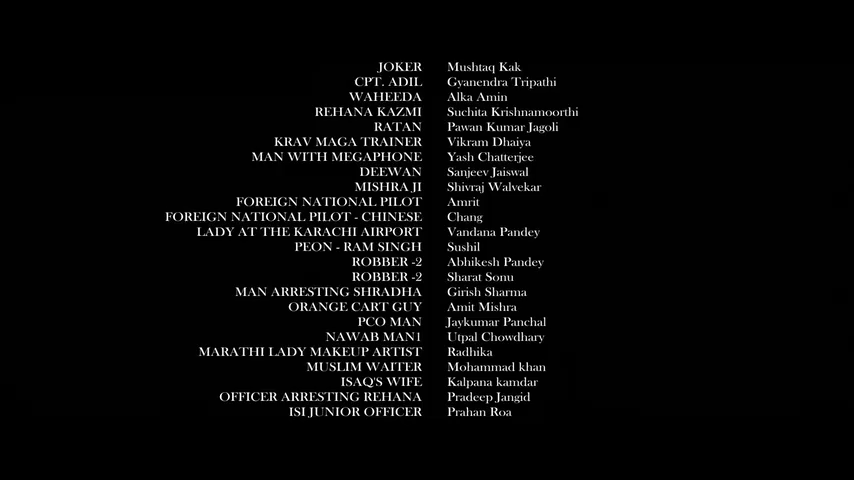 JOKER Mushtaq Kak
CPT. ADIL Gyanendra Tripathi
WAHEEDA Alka Amin
REHANA KAZMI Suchita Krishnamoorthi
RATAN Pawan Kumar Jagoli
KRAV MAGA TRAINER Vikram Dhaiya
MAN WITH MEGAPHONE Yash Chatterjee
DEEWAN Sanjeev Jaiswal
MISHRA JI Shivraj Walvekar
FOREIGN NATIONAL PILOT Amrit
FOREIGN NATIONAL PILOT - CHINESE Chang
LADY AT THE KARACHI AIRPORT Vandana Pandey
PEON - RAM SINGH Sushil
ROBBER -2 Abhikesh Pandey
ROBBER -2 Sharat Sonu
MAN ARRESTING SHRADHA Girish Sharma
ORANGE CART GUY Amit Mishra
PCO MAN Jaykumar Panchal
NAWAB MAN1 Utpal Chowdhary
MARATHI LADY MAKEUP ARTIST Radhika
MUSLIM WAITER Mohammad khan
ISAQ'S WIFE Kalpana kamdar
OFFICER ARRESTING REHANA Pradeep Jangid
ISI JUNIOR OFFICER Prahan Roa